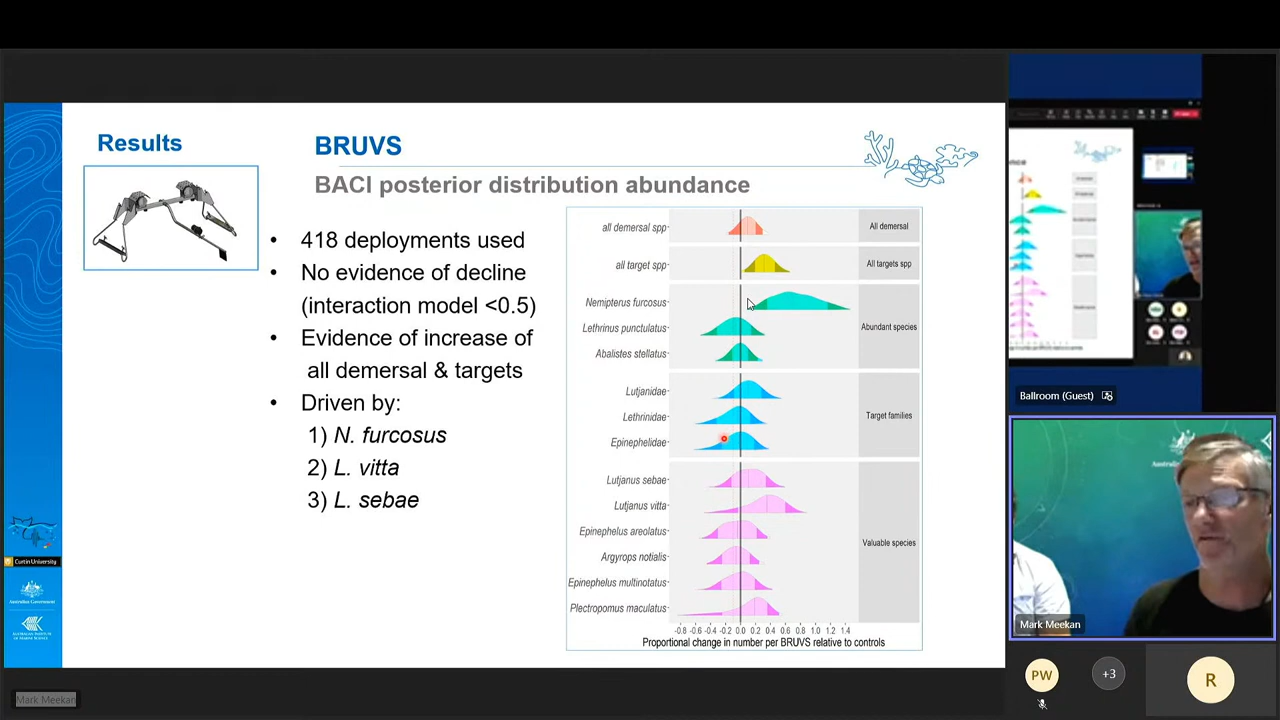 Results
BRUVS
BACI posterior distribution abundance
• 418 deployments used
• No evidence of decline
(interaction model <0.5)
• Evidence of increase of
all demersal & targets
• Driven by:
1) N. furcosus
2) L. vitta
3) L. sebae
all demersal spp
All demersal
all target spp
All targets spp
Nemipterus furcosus
Lethrinus punctulatus
Abalistes stellatus
Abundant species
Lutjanidae
Lethrinidae
Epinephelidae
Target families
Lutjanus sebae
Lutjanus vitta
Epinephelus areolatus
Argyrops notialis
Epinephelus multinotatus
Plectropomus maculatus
Valuable species
-0.8 -0.6 -0.4 -0.2 0.0 0.2 0.4 0.6 0.8 1.0 1.2 1.4
Proportional change in number per BRUVS relative to controls
Curtin University
Australian Government
AUSTRALIAN INSTITUTE
OF MARINE SCIENCE
Mark Meekan
Ballroom (Guest)
Mark Meekan
PW
+3
R